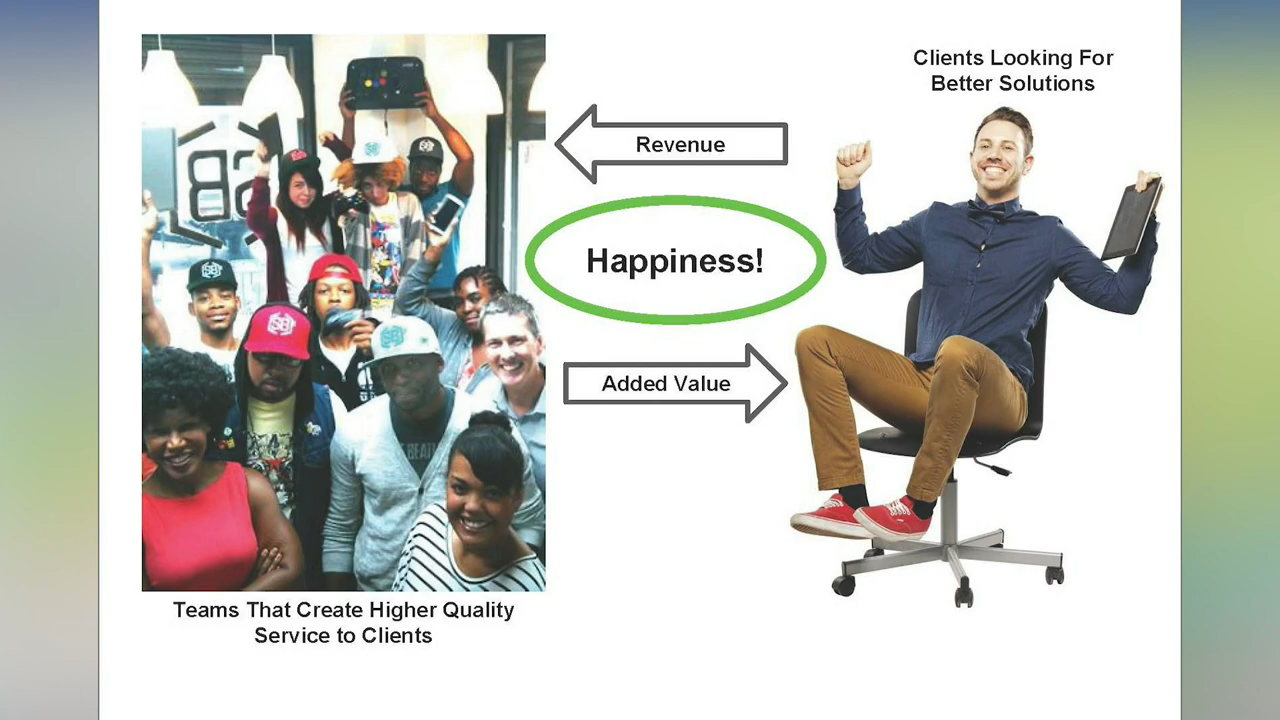 Clients Looking For
Better Solutions
Revenue
Happiness!
Added Value
Teams That Create Higher Quality
Service to Clients